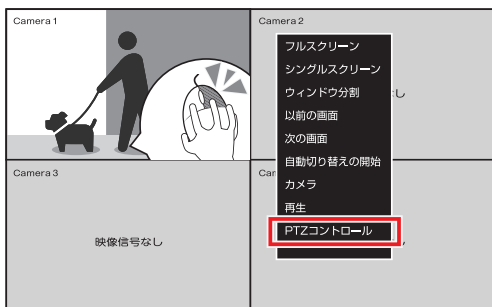 Camera 1
Camera 2
フルスクリーン
シングルスクリーン
ウィンドウ分割
以前の画面
次の画面
自動切り替えの開始
カメラ
再生
PTZコントロール
し
Camera 3
映像信号なし
Cam
し